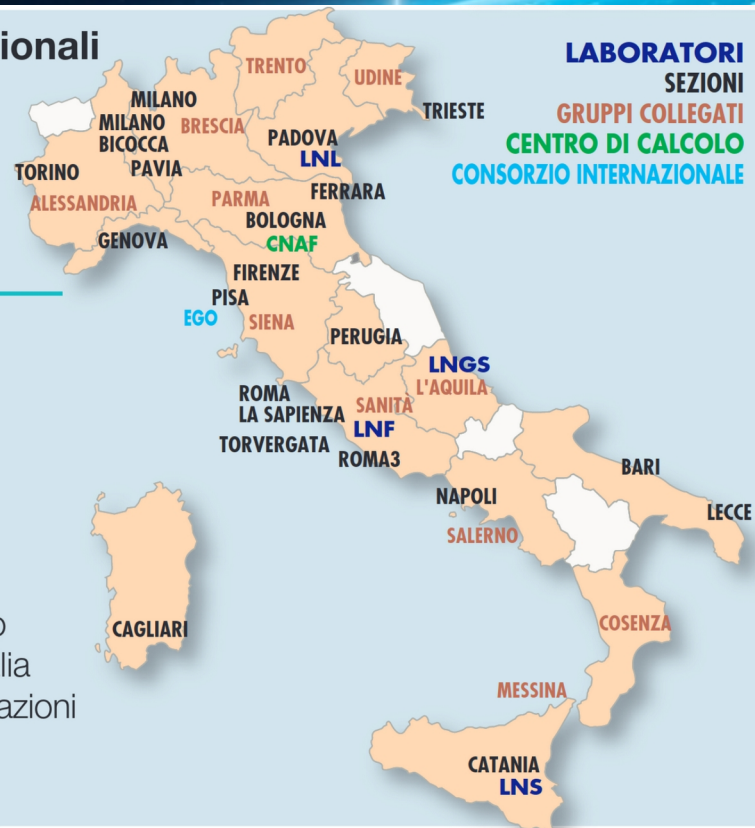 ionali
LABORATORI
SEZIONI
GRUPPI COLLEGATI
CENTRO DI CALCOLO
CONSORZIO INTERNAZIONALE
TRENTO
UDINE
MILANO
TRIESTE
MILANO
BICOCCA
BRESCIA
PADOVA
LNL
TORINO
PAVIA
ALESSANDRIA
PARMA
FERRARA
BOLOGNA
GENOVA
CNAF
FIRENZE
PISA
EGO
SIENA
PERUGIA
LNGS
L'AQUILA
ROMA
LA SAPIENZA
SANITÀ
LNF
TORVERGATA
ROMA3
BARI
NAPOLI
LECCE
SALERNO
CAGLIARI
COSENZA
o
lia
azioni
MESSINA
CATANIA
LNS